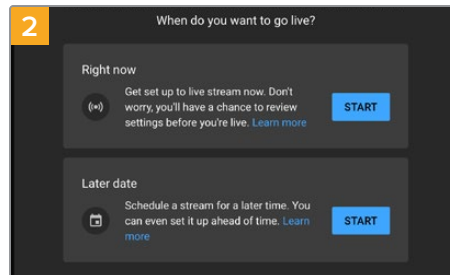 2
When do you want to go live?
Right now
Get set up to live stream now. Don't
worry, you'll have a chance to review
settings before you're live. Learn more
START
Later date
Schedule a stream for a later time. You
can even set it up ahead of time. Learn
more
START